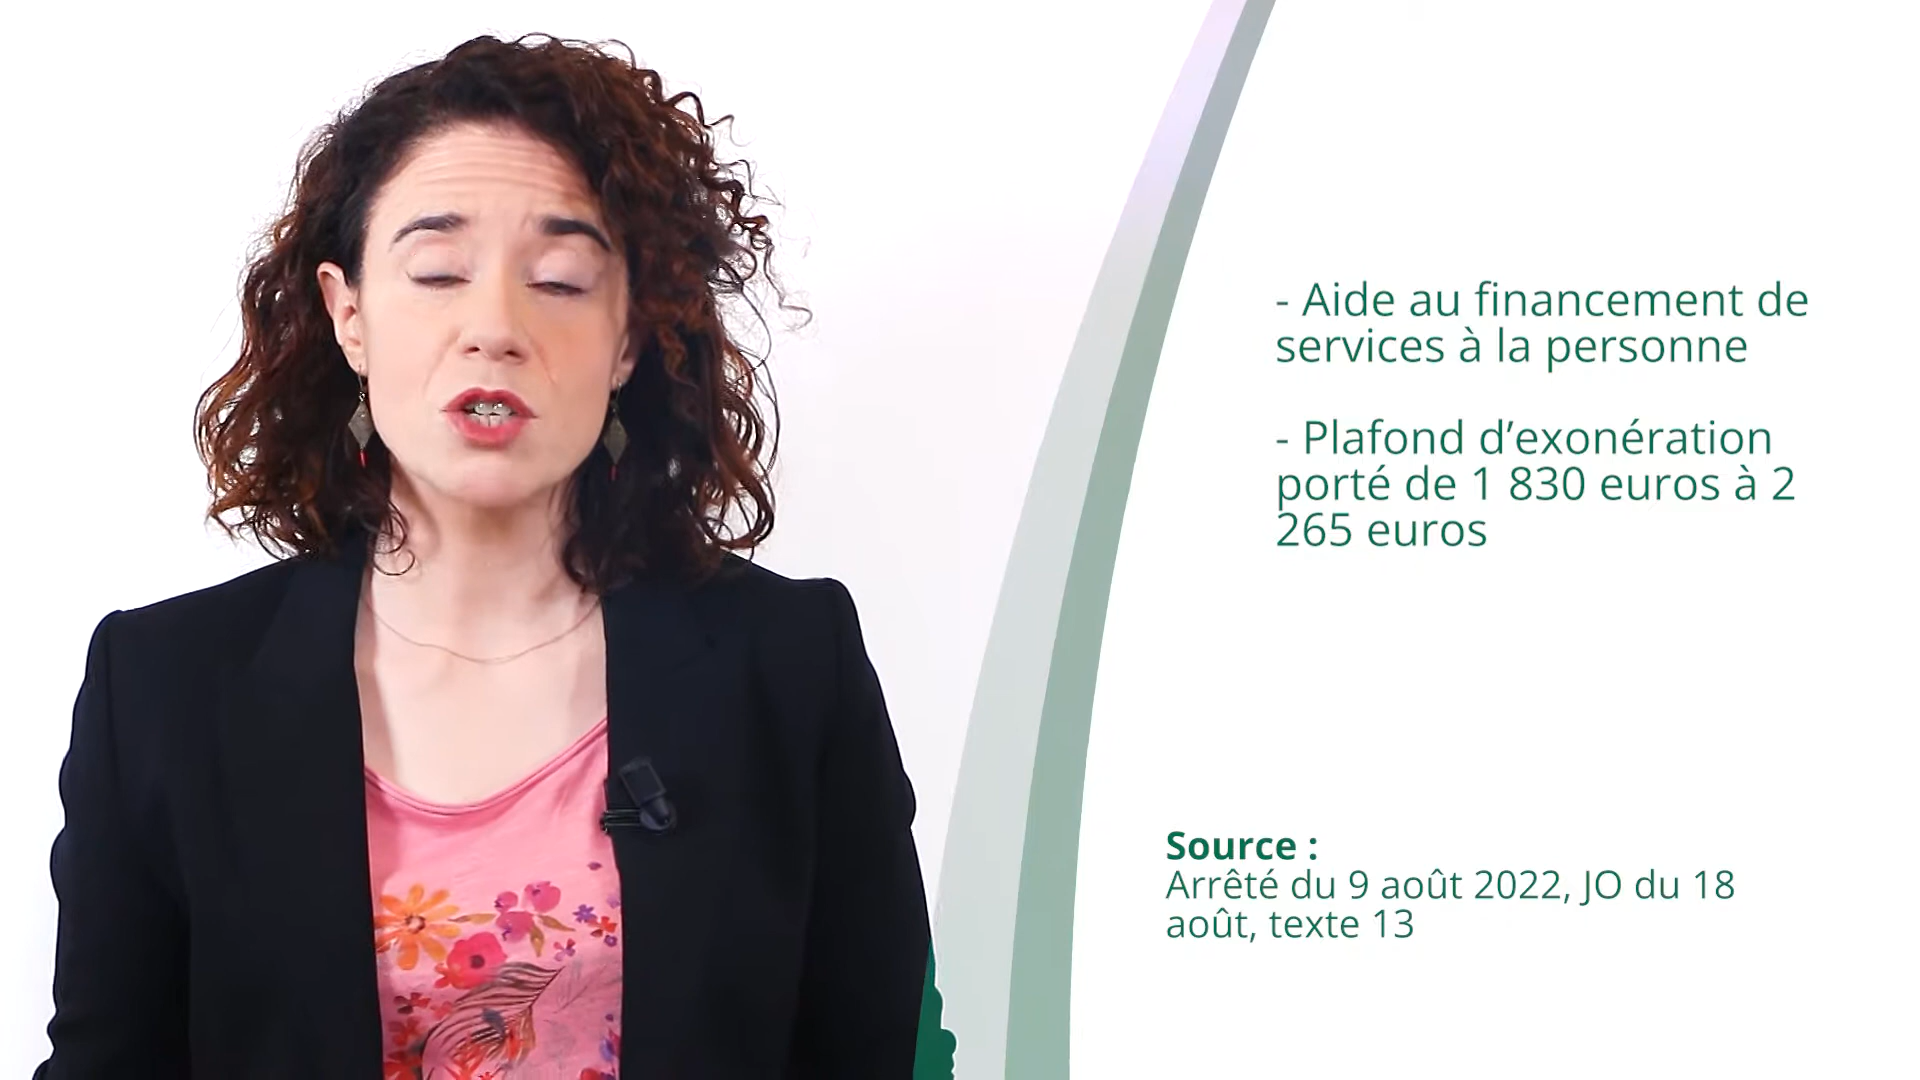 - Aide au financement de
services à la personne
- Plafond d’exonération
porté de 1 830 euros à 2
265 euros
Source :
Arrêté du 9 août 2022, JO du 18
août, texte 13